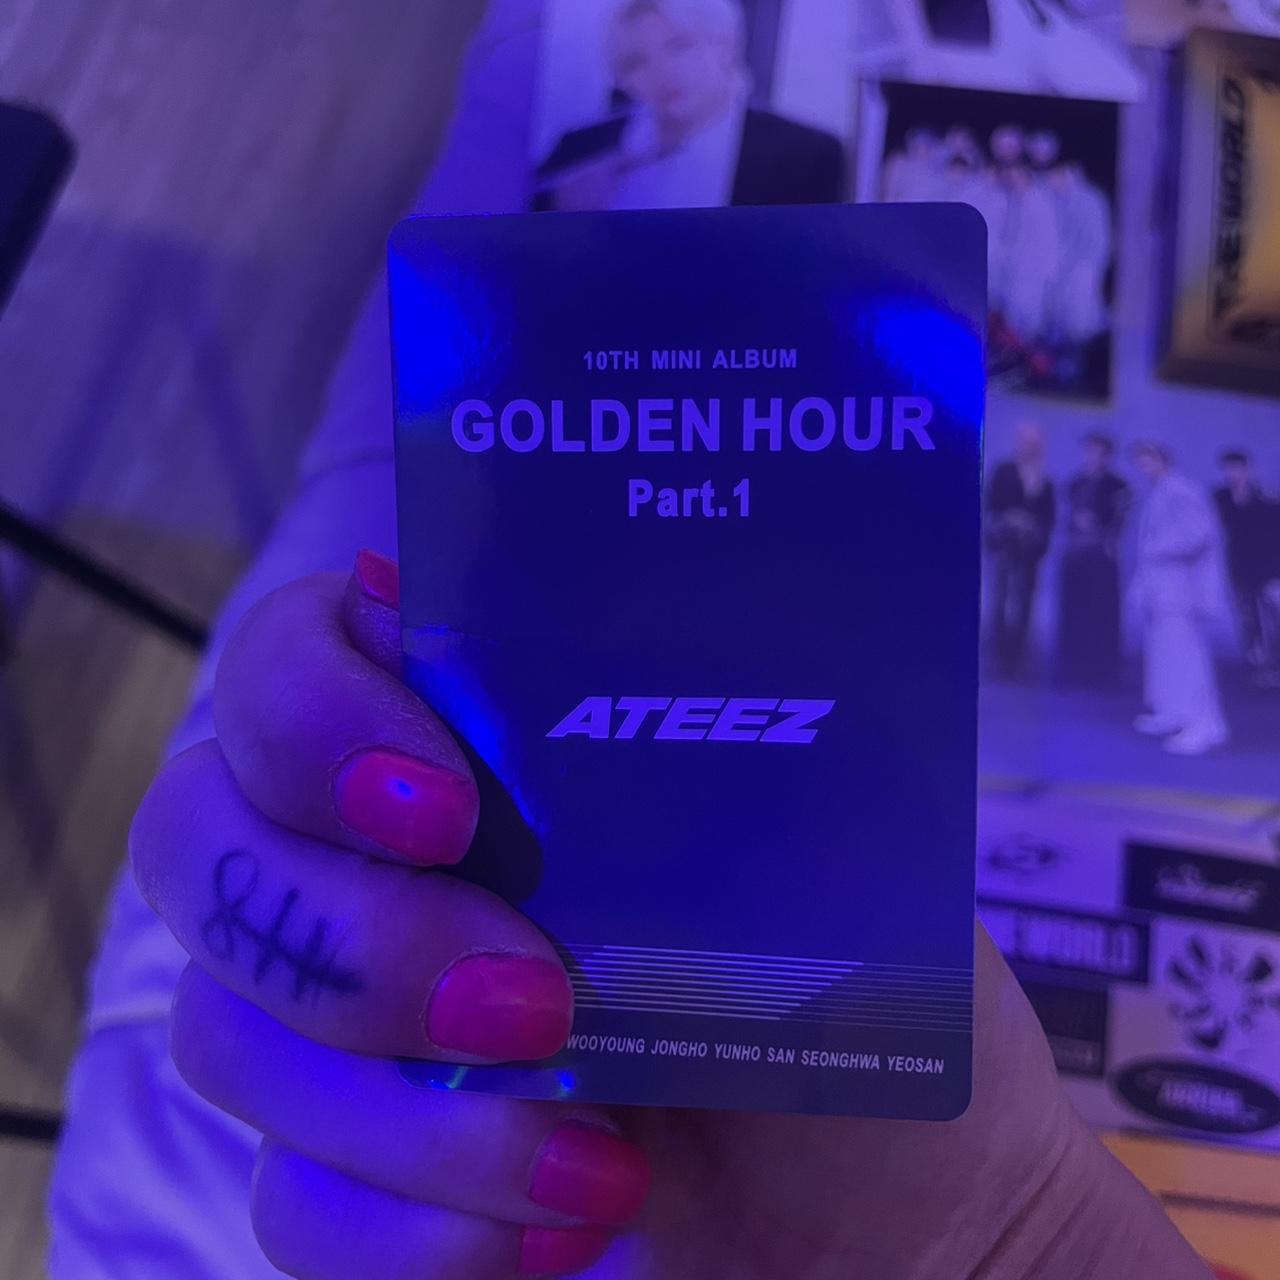 10TH MINI ALBUM
GOLDEN HOUR
Part.1
ATEEZ
WOOYOUNG JONGHO YUNHO SAN SEONGHWA YEOSAN